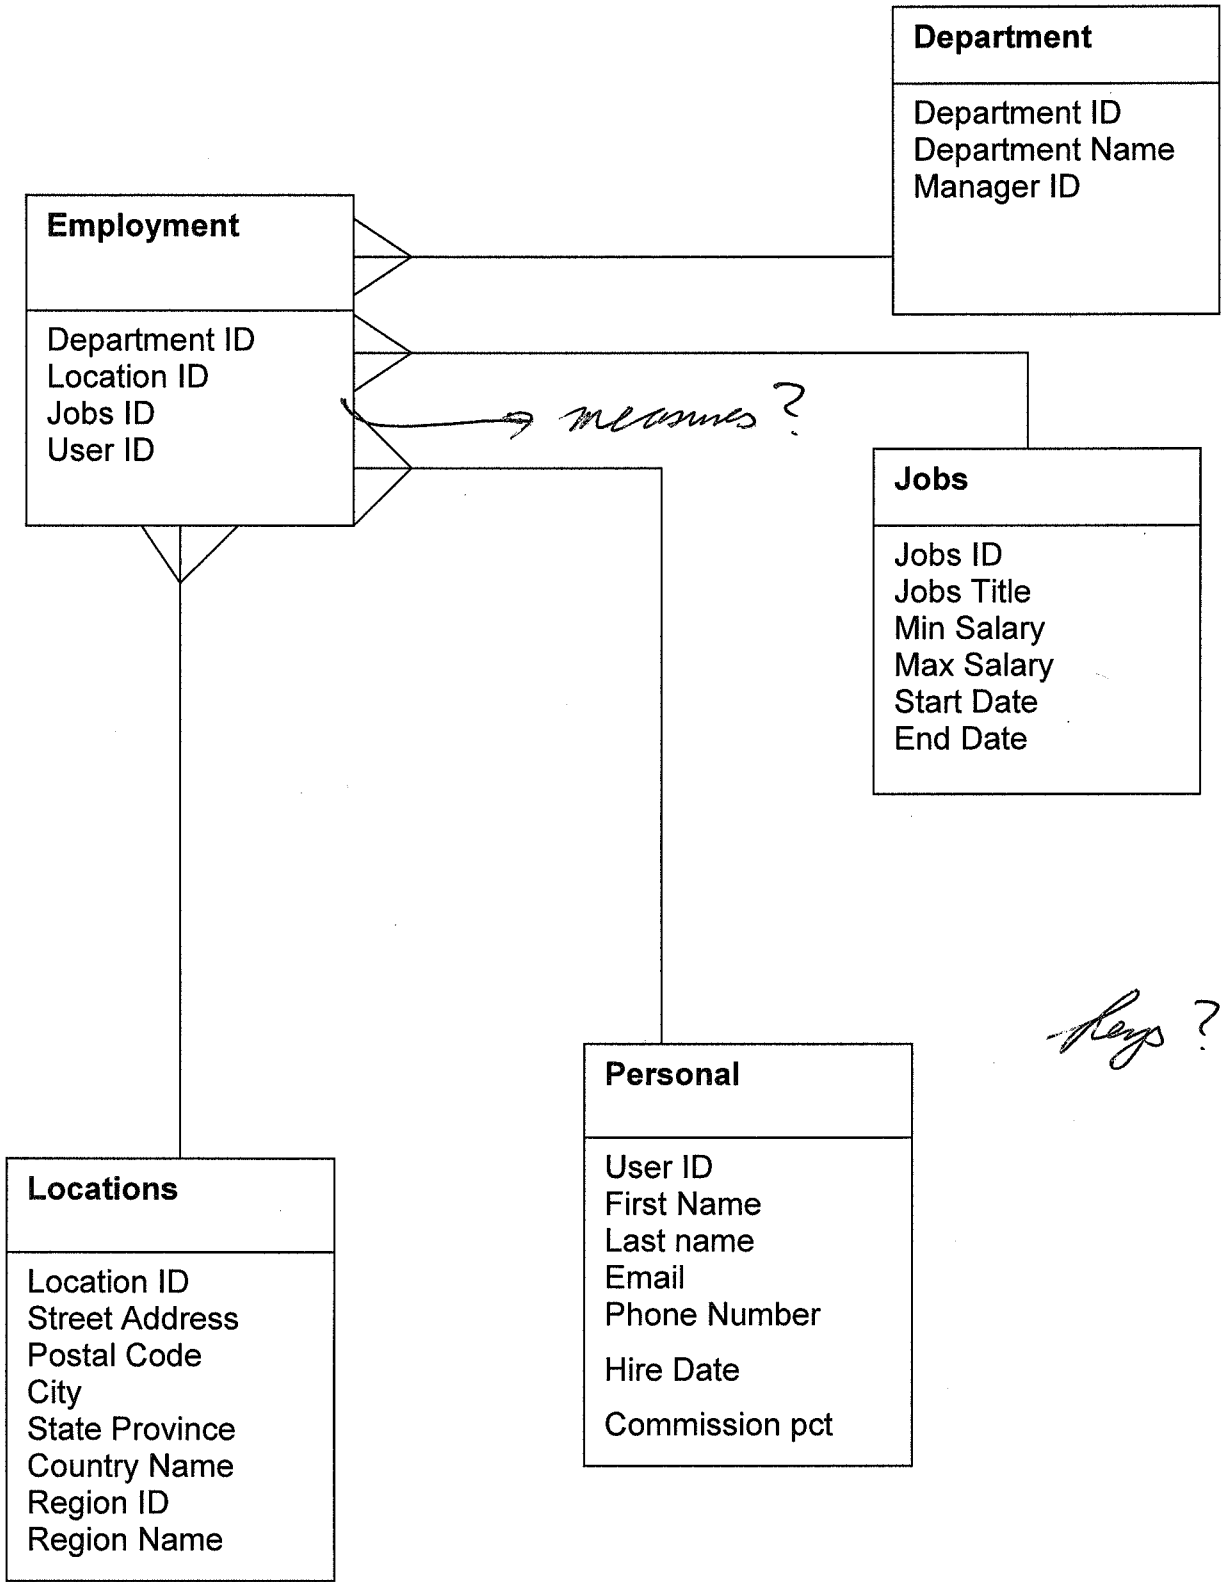 Department
Department ID
Department Name
Manager ID
Employment
Department ID
Location ID
Jobs ID
User ID
measures?
Jobs
Jobs ID
Jobs Title
Min Salary
Max Salary
Start Date
End Date
keys?
Personal
User ID
First Name
Last name
Email
Phone Number
Hire Date
Commission pct
Locations
Location ID
Street Address
Postal Code
City
State Province
Country Name
Region ID
Region Name